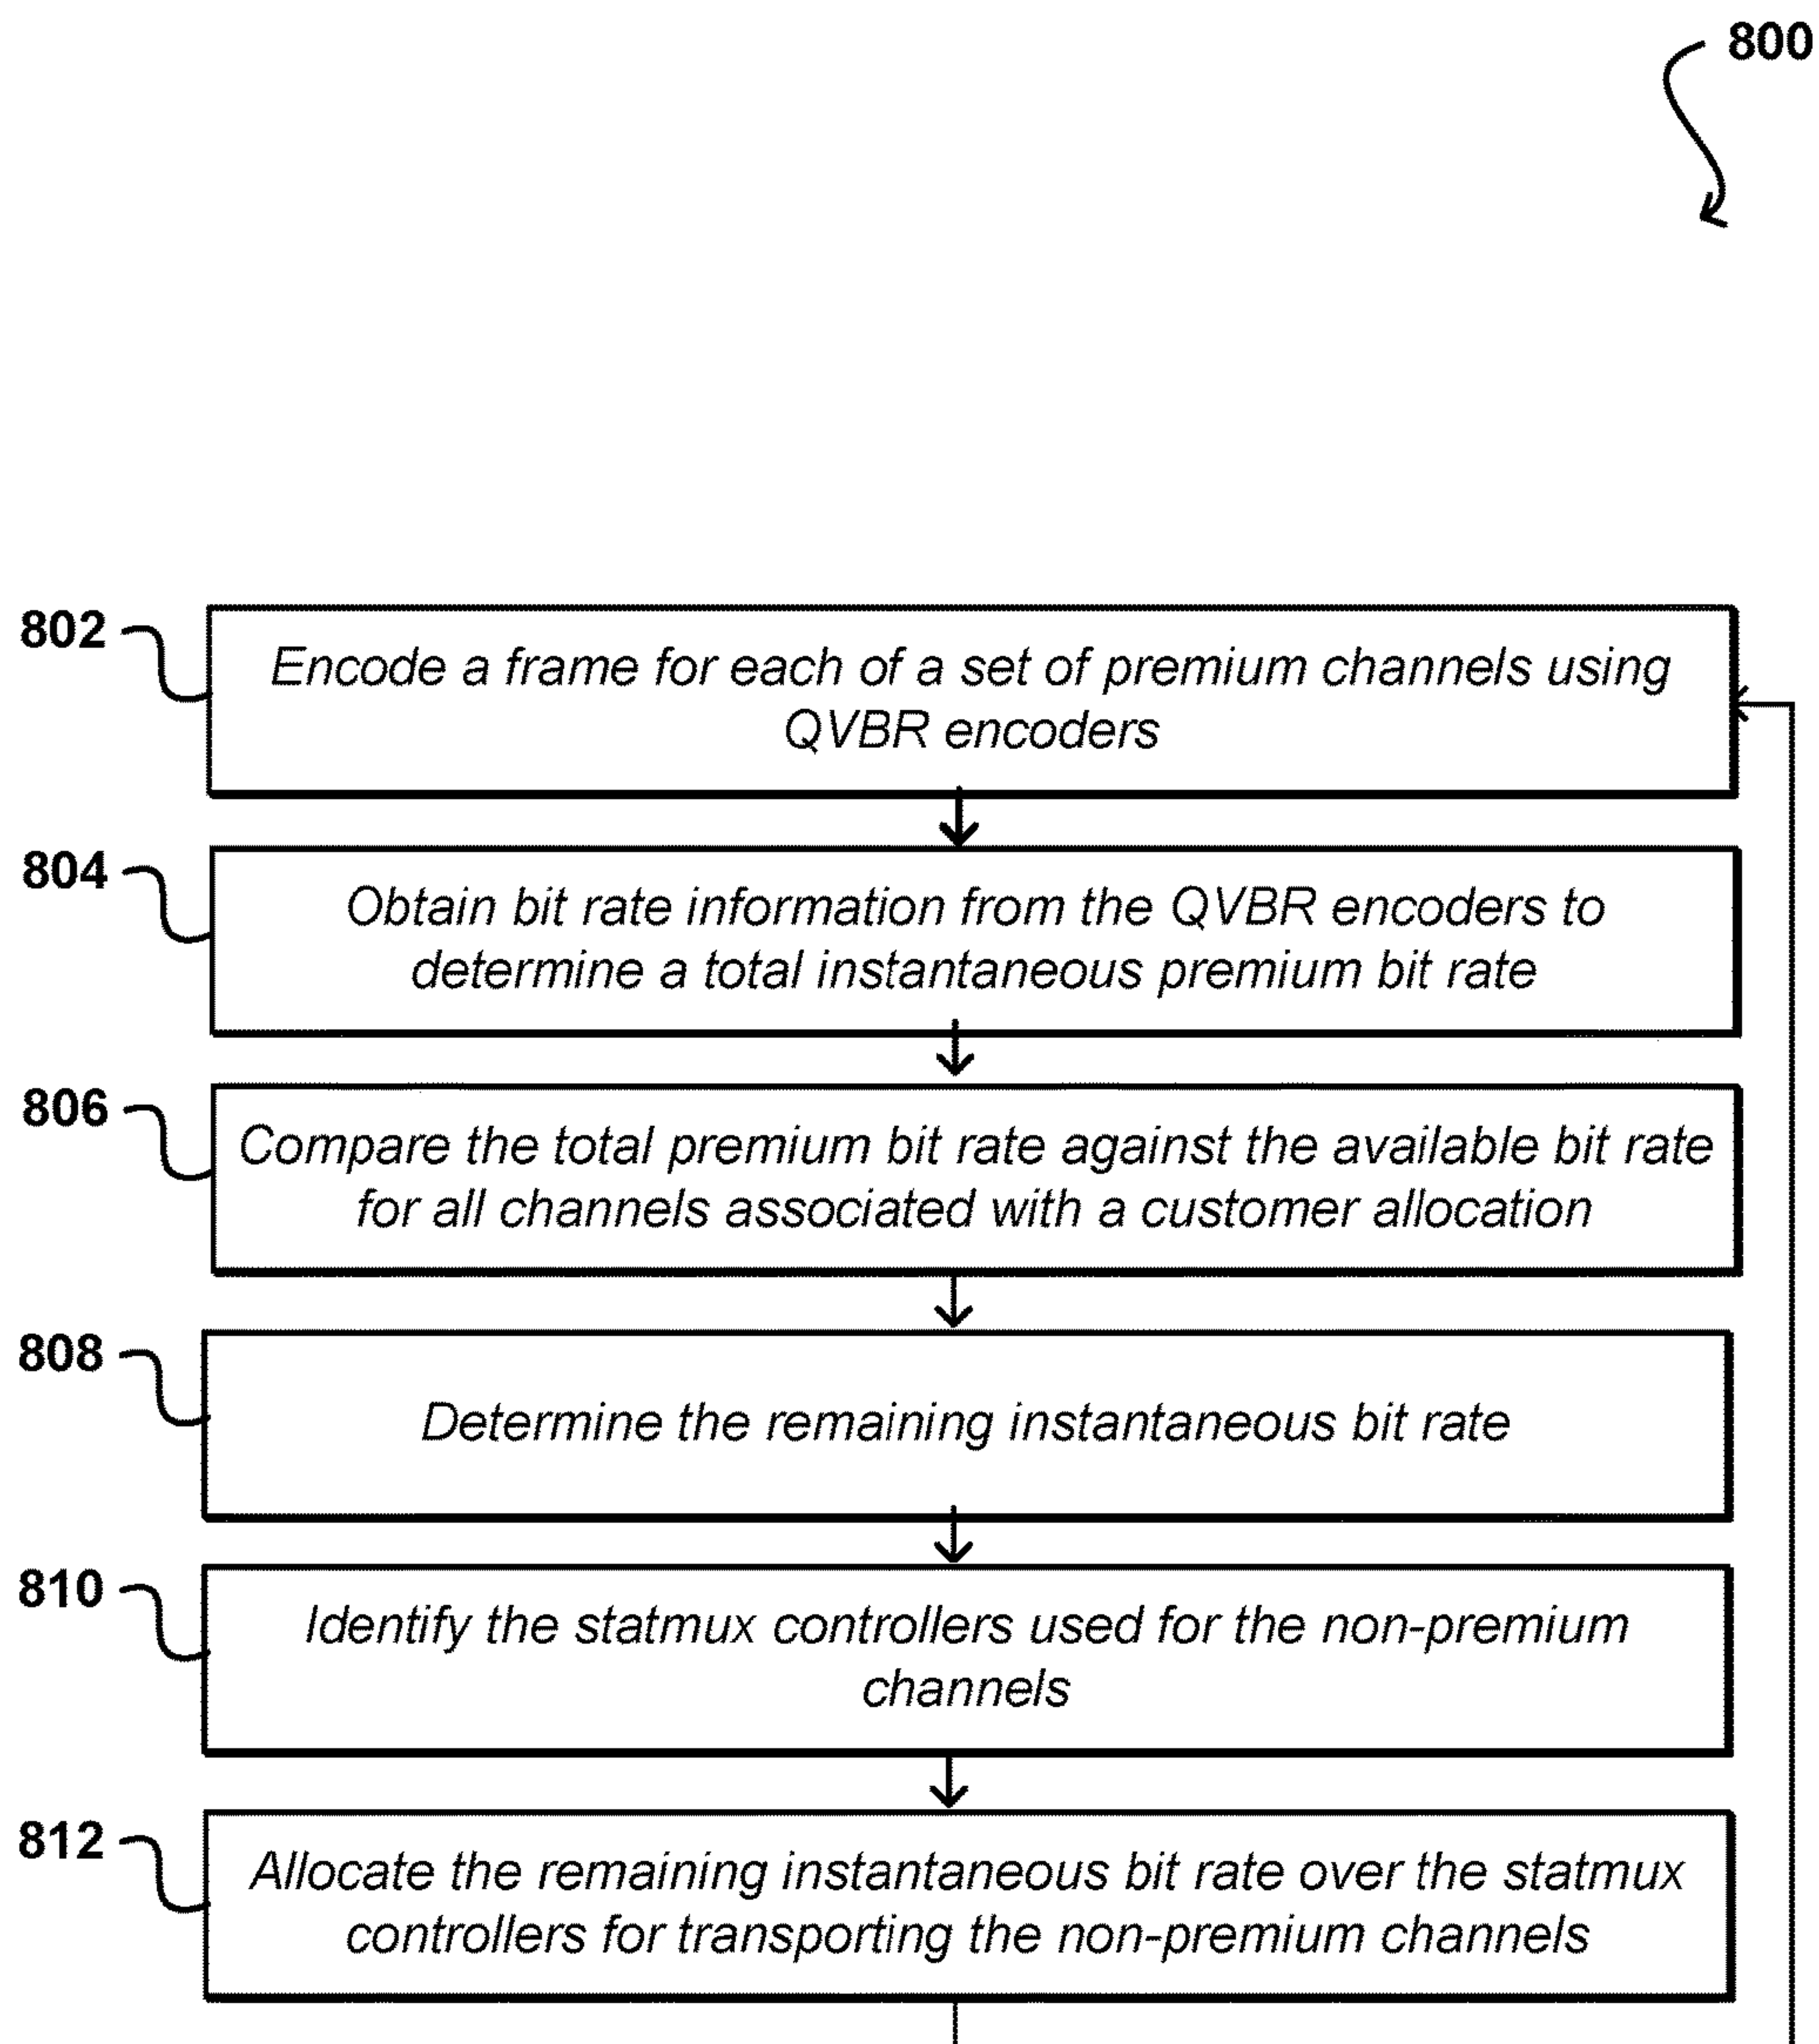 800
802
Encode a frame for each of a set of premium channels using
QVBR encoders
804
Obtain bit rate information from the QVBR encoders to
determine a total instantaneous premium bit rate
806
Compare the total premium bit rate against the available bit rate
for all channels associated with a customer allocation
808
Determine the remaining instantaneous bit rate
810
Identify the statmux controllers used for the non-premium
channels
812
Allocate the remaining instantaneous bit rate over the statmux
controllers for transporting the non-premium channels